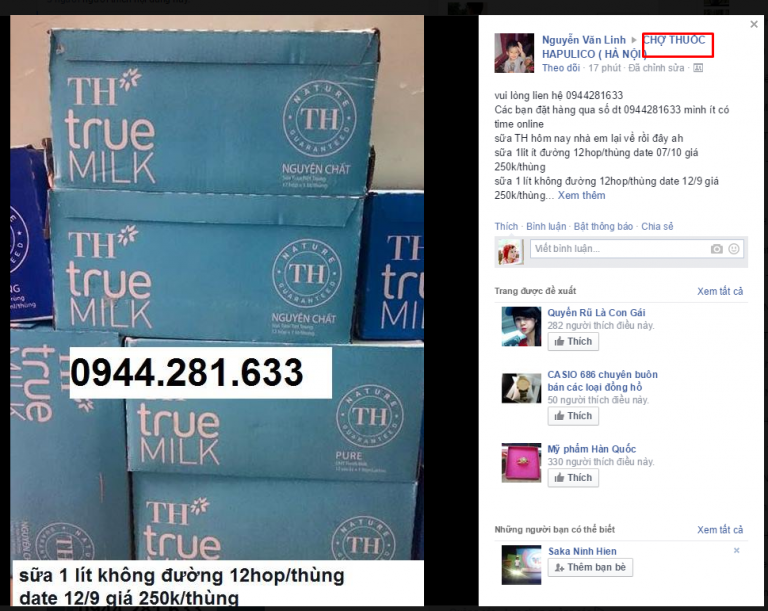 TH
true
MILK
NATURE
TH
GUARANTEED
NGUYÊN CHẤT
TH
true
MILK
NATURE
TH
GUARANTEED
NGUYÊN CHẤT
TH
true
MILK
true
0944.281.633
true
MILK
NATURE
TH
GUARANTEED
PURE
TH
true
NATURE
TH
sữa 1 lít không đường 12hop/thùng
date 12/9 giá 250k/thùng
Nguyễn Văn Linh ▸ CHỢ THUỐC
HAPULICO ( HÀ NỘI )
Theo dõi · 17 phút · Đã chỉnh sửa ·
vui lòng lien hệ 0944281633
Các bạn đặt hàng qua số dt 0944281633 mình ít có
time online
sữa TH hôm nay nhà em lại về rồi đây ah
sữa 1lit ít đường 12hop/thùng date 07/10 giá
250k/thùng
sữa 1 lít không đường 12hop/thùng date 12/9 giá
250k/thùng... Xem thêm
Thích · Bình luận · Bật thông báo · Chia sẻ
Viết bình luận...
Trang được đề xuất
Xem tất cả
Quyến Rũ Là Con Gái
282 người thích điều này.
Thích
CASIO 686 chuyên buôn
bán các loại đồng hồ
50 người thích điều này.
Thích
Mỹ phẩm Hàn Quốc
330 người thích điều này.
Thích
Những người bạn có thể biết
Xem tất cả
Saka Ninh Hien
Thêm bạn bè